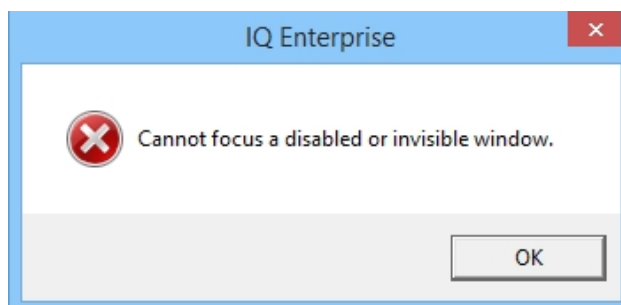 IQ Enterprise
Cannot focus a disabled or invisible window.
OK